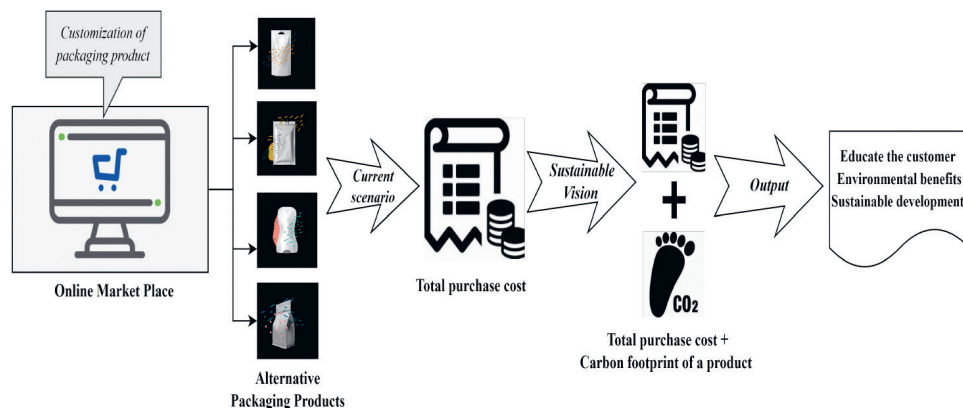 Customization of
packaging product
Online Market Place
Alternative
Packaging Products
Current
scenario
Total purchase cost
Sustainable
Vision
CO2
Total purchase cost +
Carbon footprint of a product
Output
Educate the customer
Environmental benefits
Sustainable development